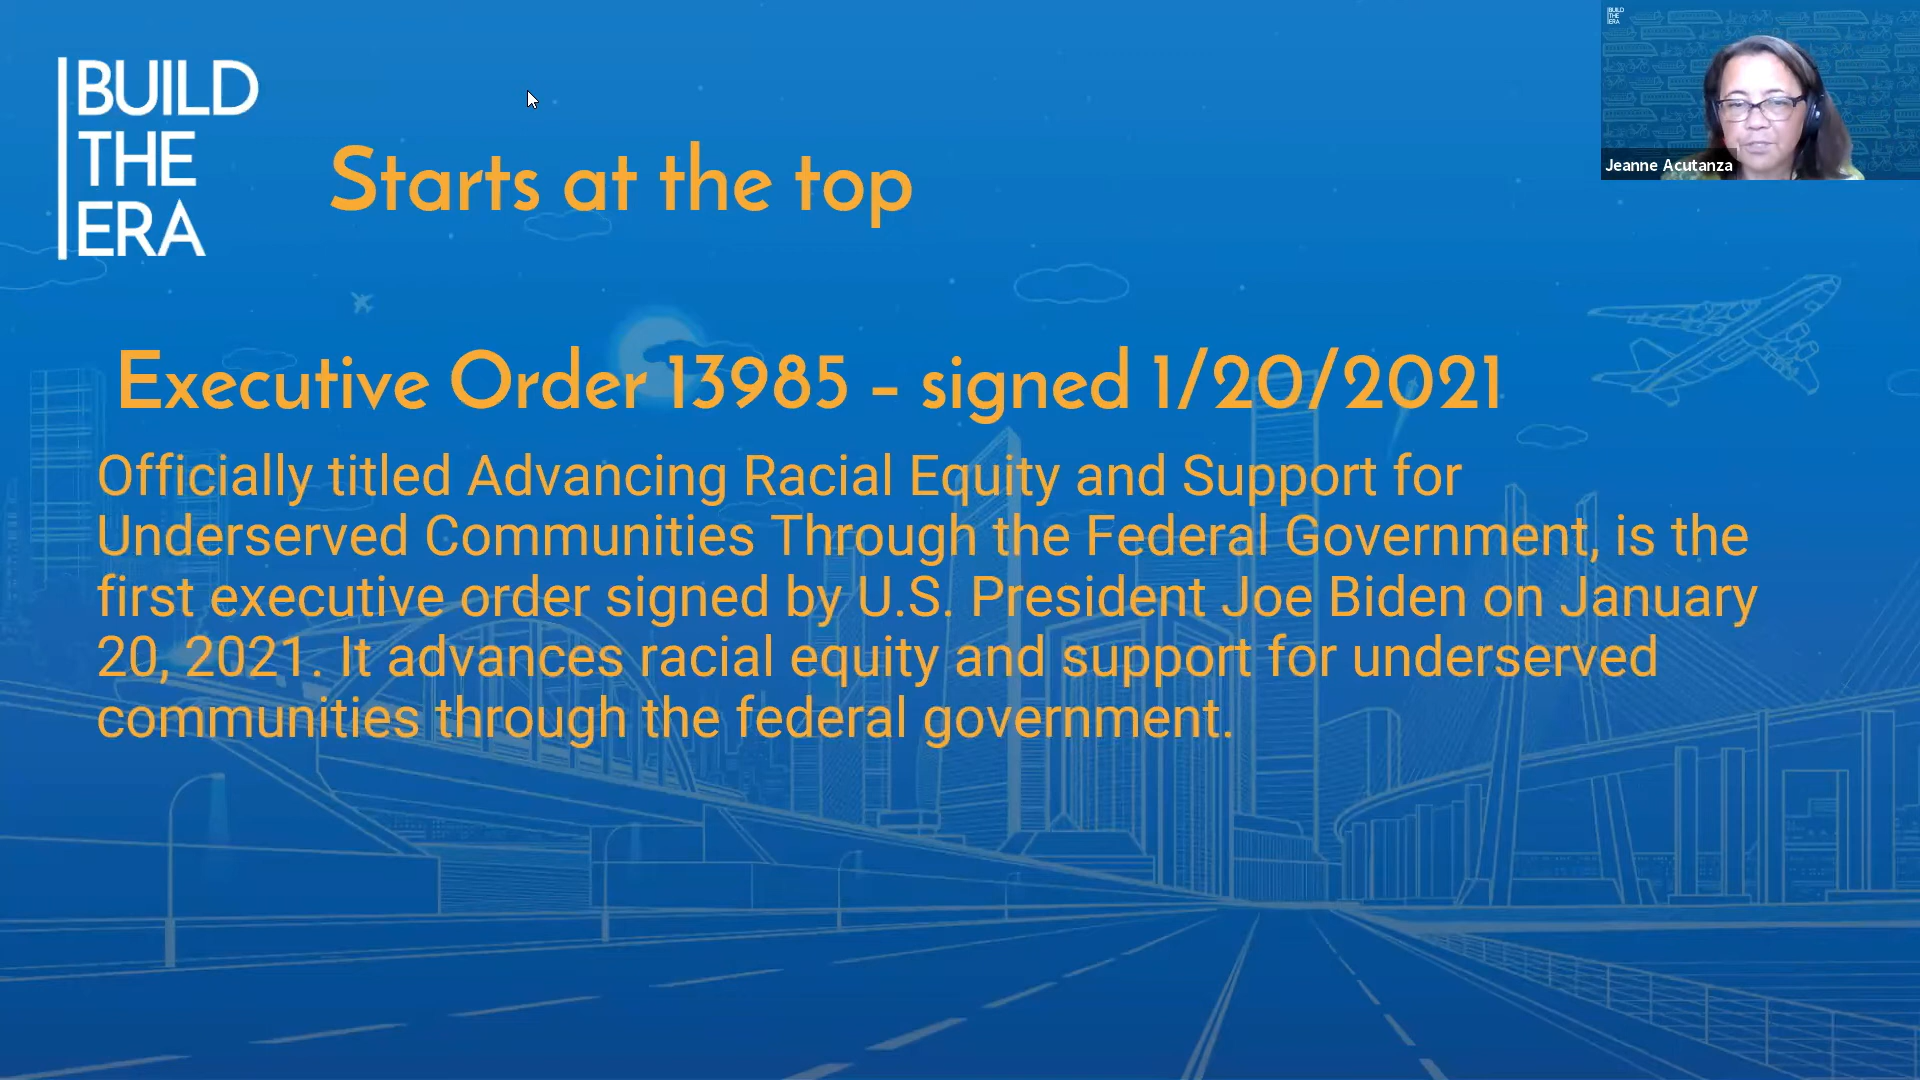 BUILD
THE
ERA
Starts at the top
BUILD
THE
ERA
Jeanne Acutanza
Executive Order 13985 – signed 1/20/2021
Officially titled Advancing Racial Equity and Support for
Underserved Communities Through the Federal Government, is the
first executive order signed by U.S. President Joe Biden on January
20, 2021. It advances racial equity and support for underserved
communities through the federal government.